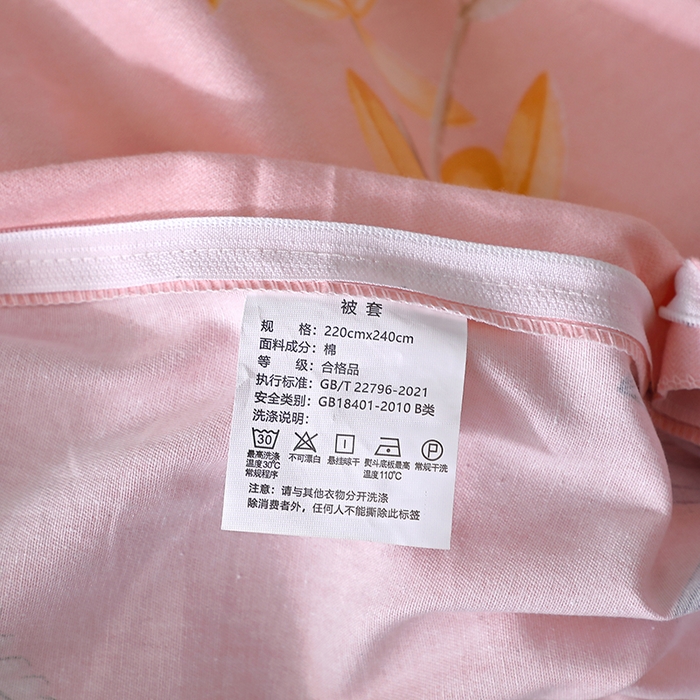 被套
规 格：220cmx240cm
面料成分：棉
等 级：合格品
执行标准：GB/T 22796-2021
安全类别：GB18401-2010 B类
洗涤说明：
30 P
最高洗涤温度30℃常规程序 不可漂白 悬挂晾干 熨斗底板最高温度110℃ 常规干洗
注意：请与其他衣物分开洗涤
除消费者外，任何人不能撕除此标签